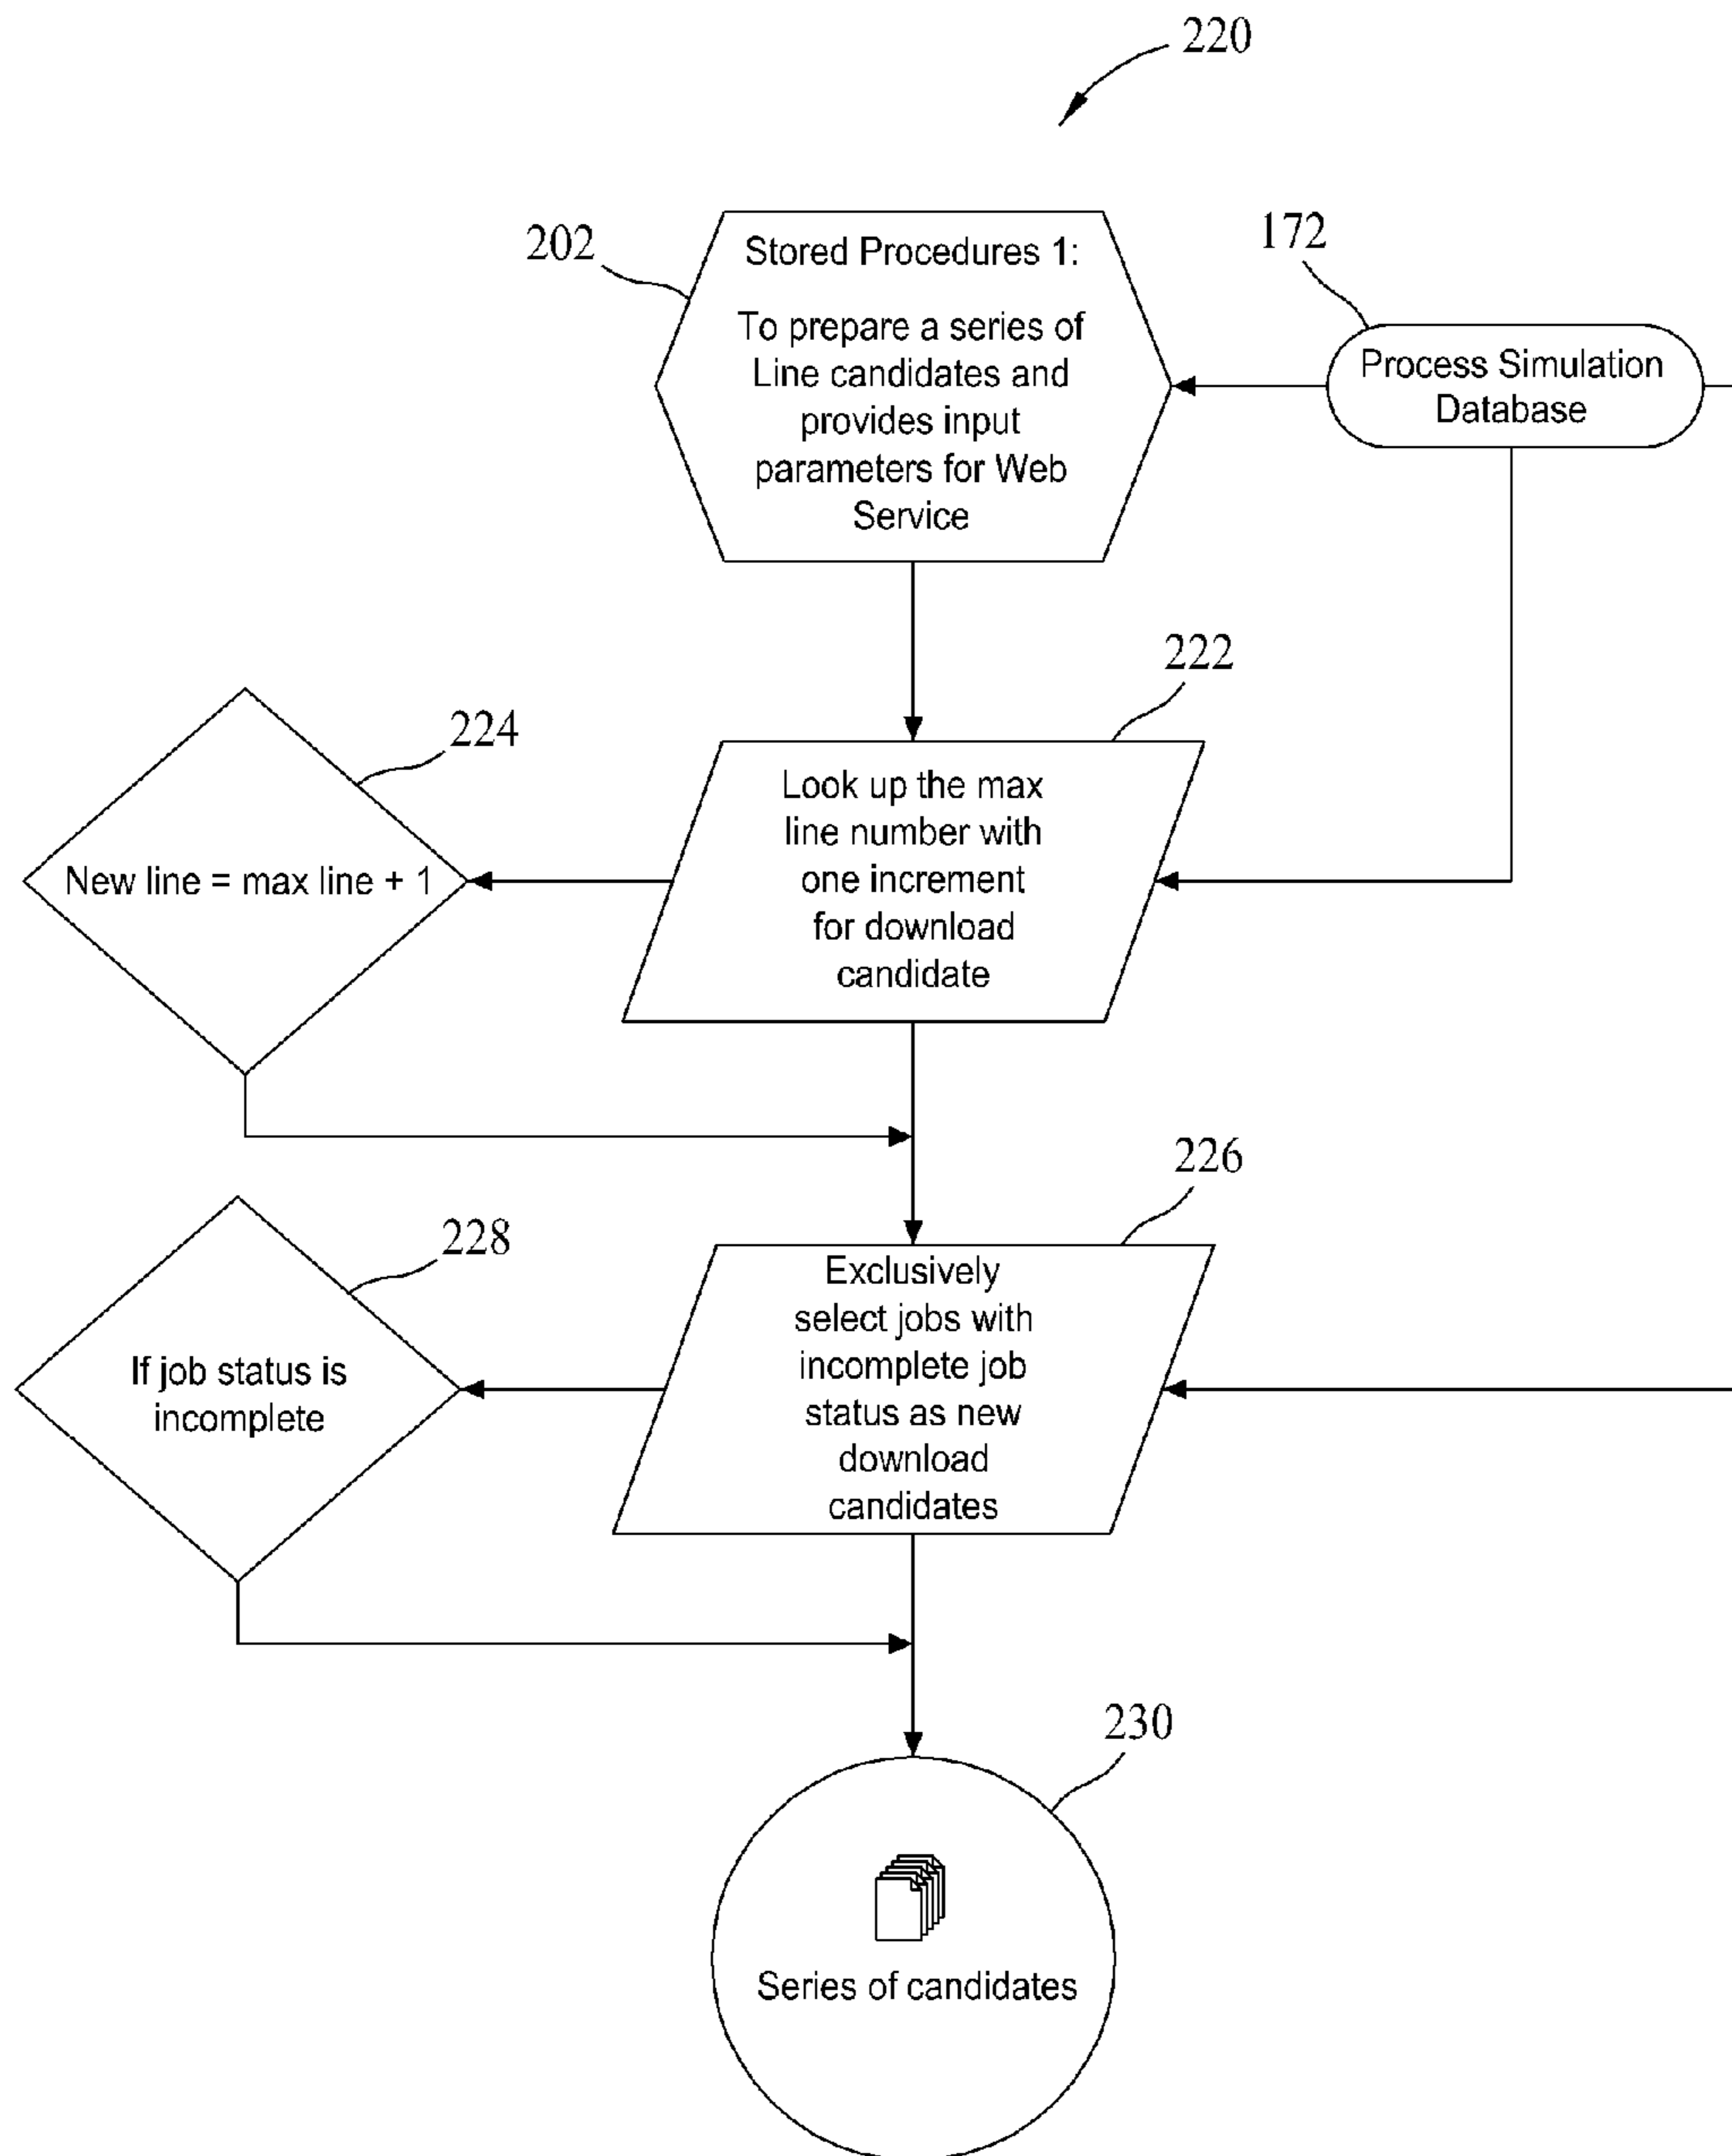 220
202
Stored Procedures 1:
To prepare a series of
Line candidates and
provides input
parameters for Web
Service
172
Process Simulation
Database
222
Look up the max
line number with
one increment
for download
candidate
224
New line = max line + 1
226
Exclusively
select jobs with
incomplete job
status as new
download
candidates
228
If job status is
incomplete
230
Series of candidates